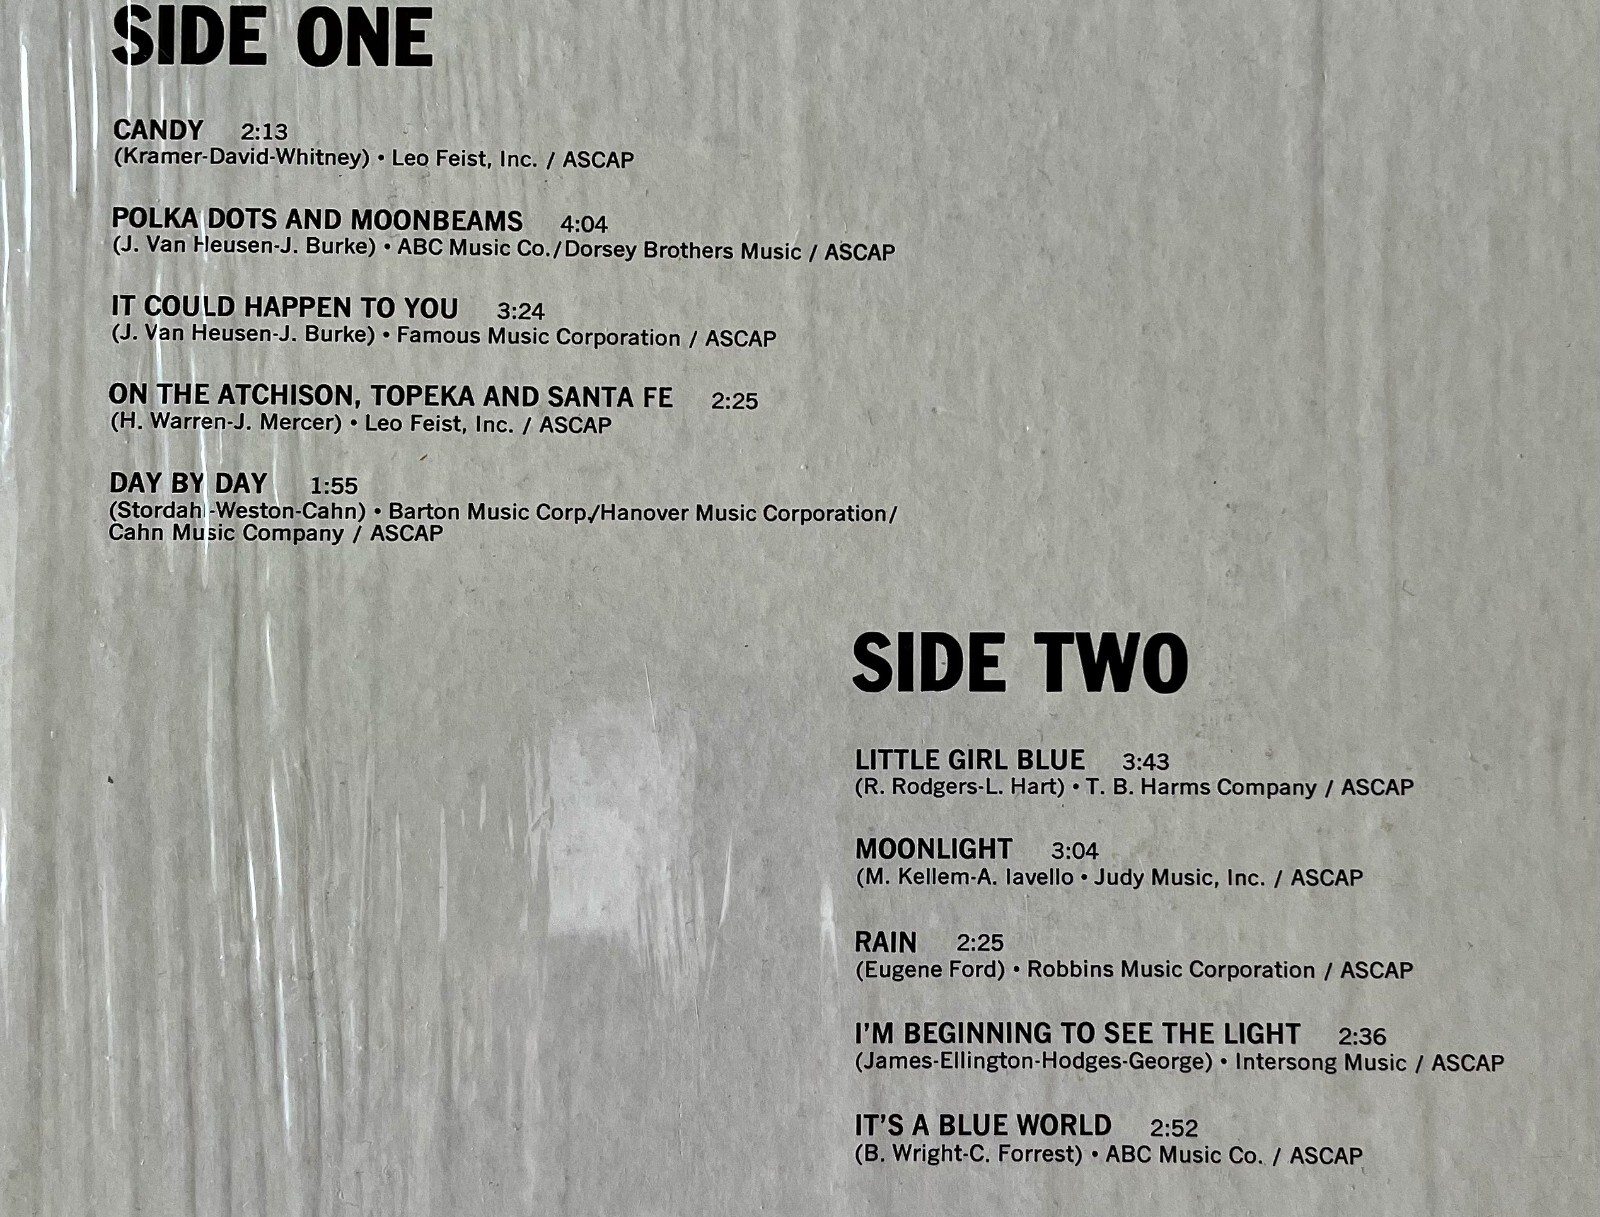 SIDE ONE
CANDY 2:13
(Kramer-David-Whitney) • Leo Feist, Inc. / ASCAP
POLKA DOTS AND MOONBEAMS 4:04
(J. Van Heusen-J. Burke) • ABC Music Co./Dorsey Brothers Music / ASCAP
IT COULD HAPPEN TO YOU 3:24
(J. Van Heusen-J. Burke) • Famous Music Corporation / ASCAP
ON THE ATCHISON, TOPEKA AND SANTA FE 2:25
(H. Warren-J. Mercer) • Leo Feist, Inc. / ASCAP
DAY BY DAY 1:55
(Stordahl-Weston-Cahn) • Barton Music Corp./Hanover Music Corporation/
Cahn Music Company / ASCAP
SIDE TWO
LITTLE GIRL BLUE 3:43
(R. Rodgers-L. Hart) • T. B. Harms Company / ASCAP
MOONLIGHT 3:04
(M. Kellem-A. Iavello • Judy Music, Inc. / ASCAP
RAIN 2:25
(Eugene Ford) • Robbins Music Corporation / ASCAP
I'M BEGINNING TO SEE THE LIGHT 2:36
(James-Ellington-Hodges-George) • Intersong Music / ASCAP
IT'S A BLUE WORLD 2:52
(B. Wright-C. Forrest) • ABC Music Co. / ASCAP